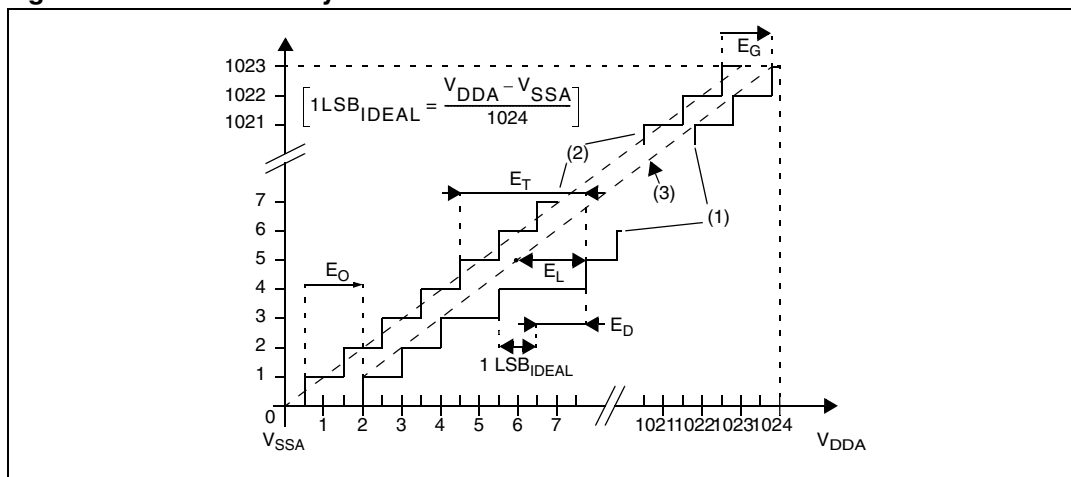 E_G
1023
1022
1021
[1LSB_IDEAL = (V_DDA − V_SSA) / 1024]
(2)
(3)
(1)
E_T
7
6
5
4
3
2
1
0
E_O
E_L
E_D
1 LSB_IDEAL
1 2 3 4 5 6 7 1021 1022 1023 1024
V_SSA
V_DDA